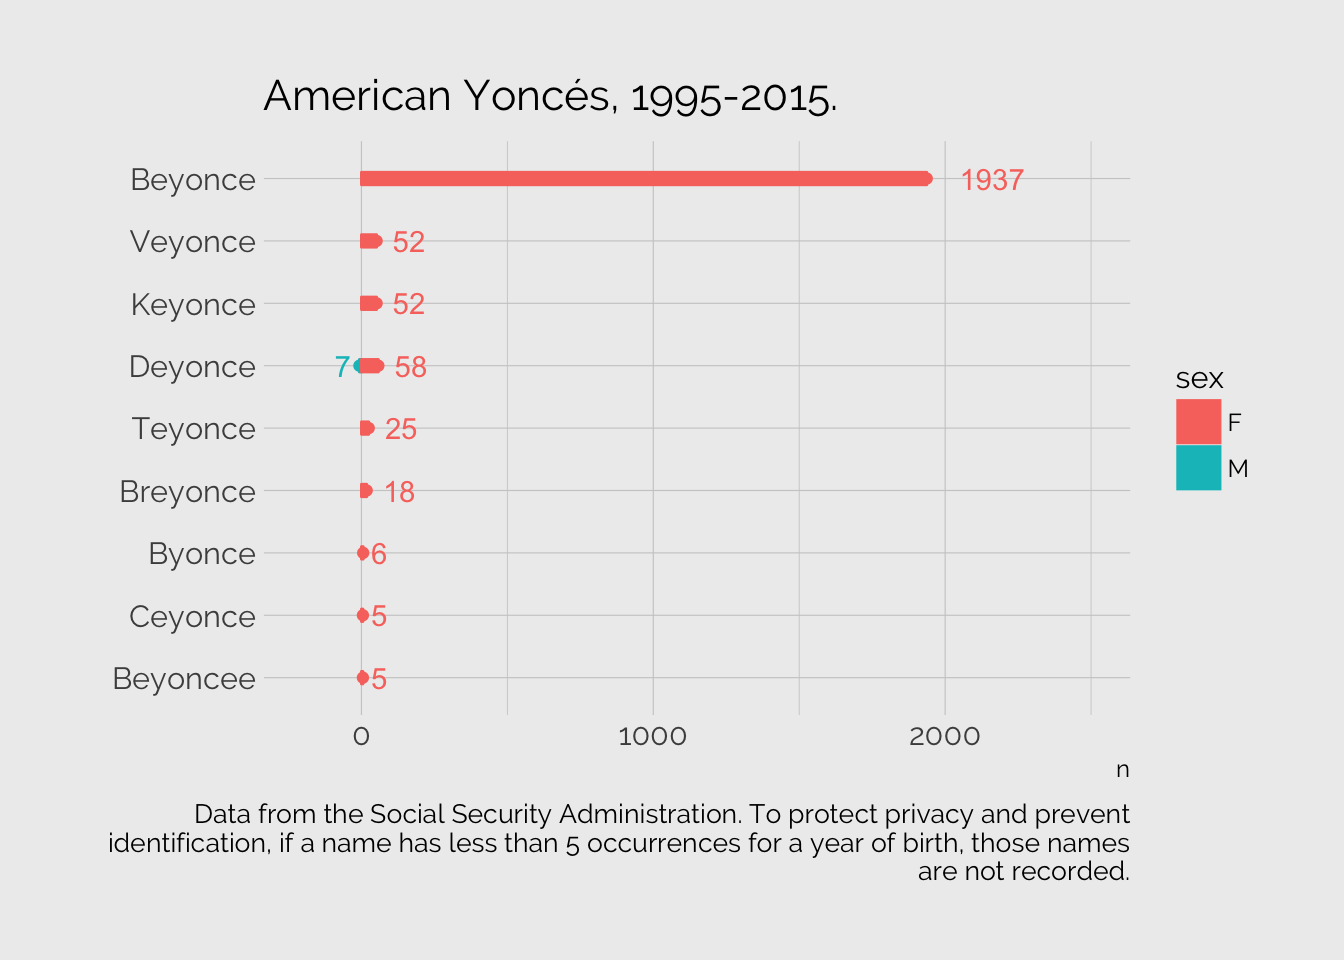 American Yoncés, 1995-2015.
Beyonce 1937
Veyonce 52
Keyonce 52
Deyonce 7 58
Teyonce 25
Breyonce 18
Byonce 6
Ceyonce 5
Beyoncee 5
0 1000 2000
n
sex
F
M
Data from the Social Security Administration. To protect privacy and prevent
identification, if a name has less than 5 occurrences for a year of birth, those names
are not recorded.